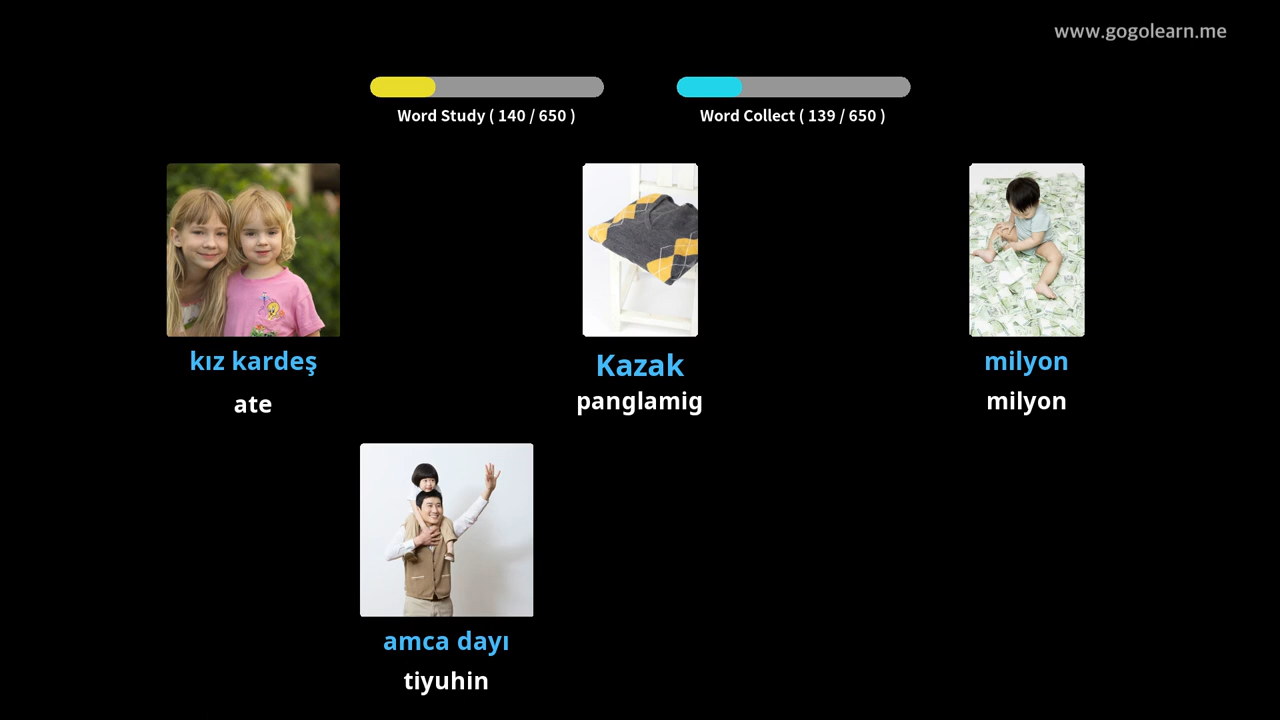 www.gogolearn.me
Word Study ( 140 / 650 )
Word Collect ( 139 / 650 )
kız kardeş
ate
Kazak
panglamig
milyon
milyon
amca dayı
tiyuhin